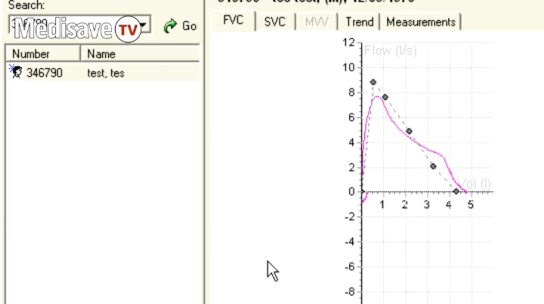 Search:
Medisave TV
Go
Number Name
346790 test, tes
FVC SVC MVV Trend Measurements
Flow (l/s)
12
10
8
6
4
2
0
-2
-4
-6
-8
1 2 3 4 5
Vol (l)